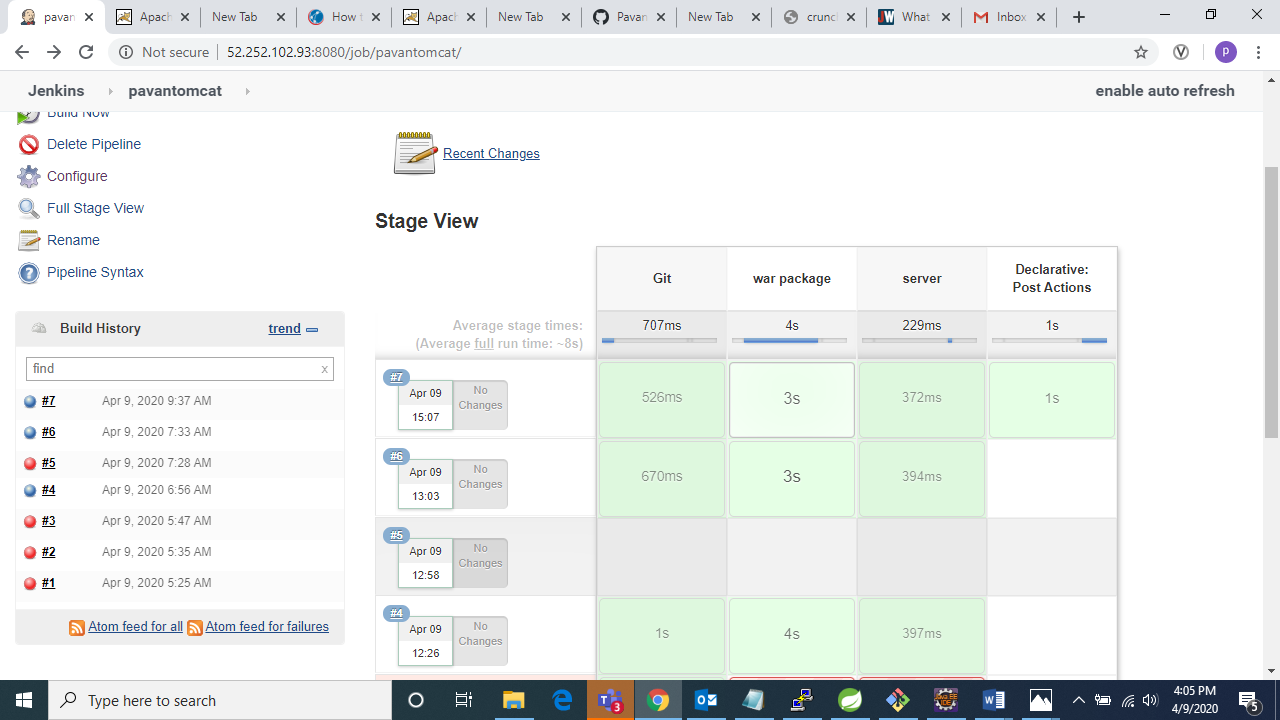 pavan
Apach
New Tab
How t
Apach
New Tab
Pavan
New Tab
crunc
What
Inbox
Not secure
52.252.102.93:8080/job/pavantomcat/
p
Jenkins
pavantomcat
enable auto refresh
Build Now
Delete Pipeline
Configure
Full Stage View
Rename
Pipeline Syntax
Build History
trend
find
x
#7 Apr 9, 2020 9:37 AM
#6 Apr 9, 2020 7:33 AM
#5 Apr 9, 2020 7:28 AM
#4 Apr 9, 2020 6:56 AM
#3 Apr 9, 2020 5:47 AM
#2 Apr 9, 2020 5:35 AM
#1 Apr 9, 2020 5:25 AM
Atom feed for all Atom feed for failures
Recent Changes
Stage View
Git
war package
server
Declarative:
Post Actions
Average stage times:
(Average full run time: ~8s)
707ms
4s
229ms
1s
#7
Apr 09
15:07
No
Changes
526ms
3s
372ms
1s
#6
Apr 09
13:03
No
Changes
670ms
3s
394ms
#5
Apr 09
12:58
No
Changes
#4
Apr 09
12:26
No
Changes
1s
4s
397ms
Type here to search
3
4:05 PM
4/9/2020
5